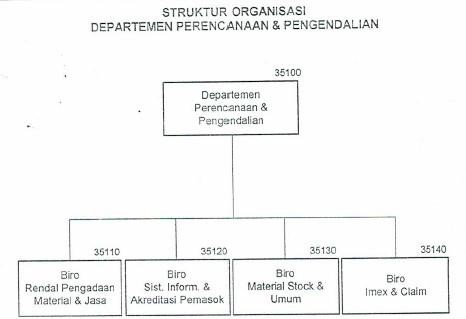 STRUKTUR ORGANISASI
DEPARTEMEN PERENCANAAN & PENGENDALIAN
35100
Departemen
Perencanaan &
Pengendalian
35110
Biro
Rendal Pengadaan
Material & Jasa
35120
Biro
Sist. Inform. &
Akreditasi Pemasok
35130
Biro
Material Stock &
Umum
35140
Biro
Imex & Claim